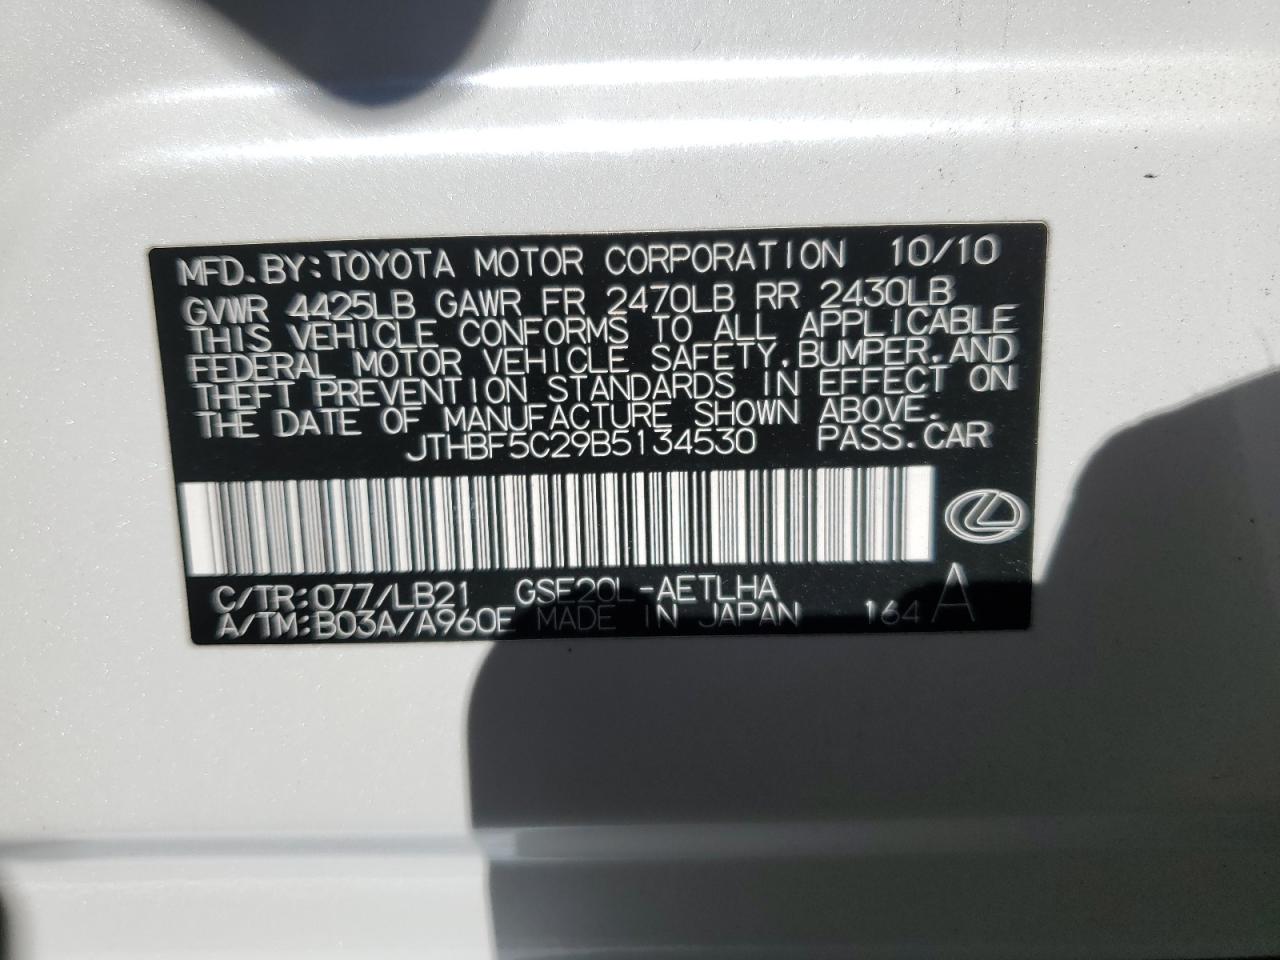 MFD.BY:TOYOTA MOTOR CORPORATION 10/10
GVWR 4425LB GAWR FR 2470LB RR 2430LB
THIS VEHICLE CONFORMS TO ALL APPLICABLE
FEDERAL MOTOR VEHICLE SAFETY,BUMPER,AND
THEFT PREVENTION STANDARDS IN EFFECT ON
THE DATE OF MANUFACTURE SHOWN ABOVE.
JTHBF5C29B5134530 PASS.CAR
C/TR:077/LB21 GSE20L-AETLHA
A/TM:B03A/A960E MADE IN JAPAN 164 A